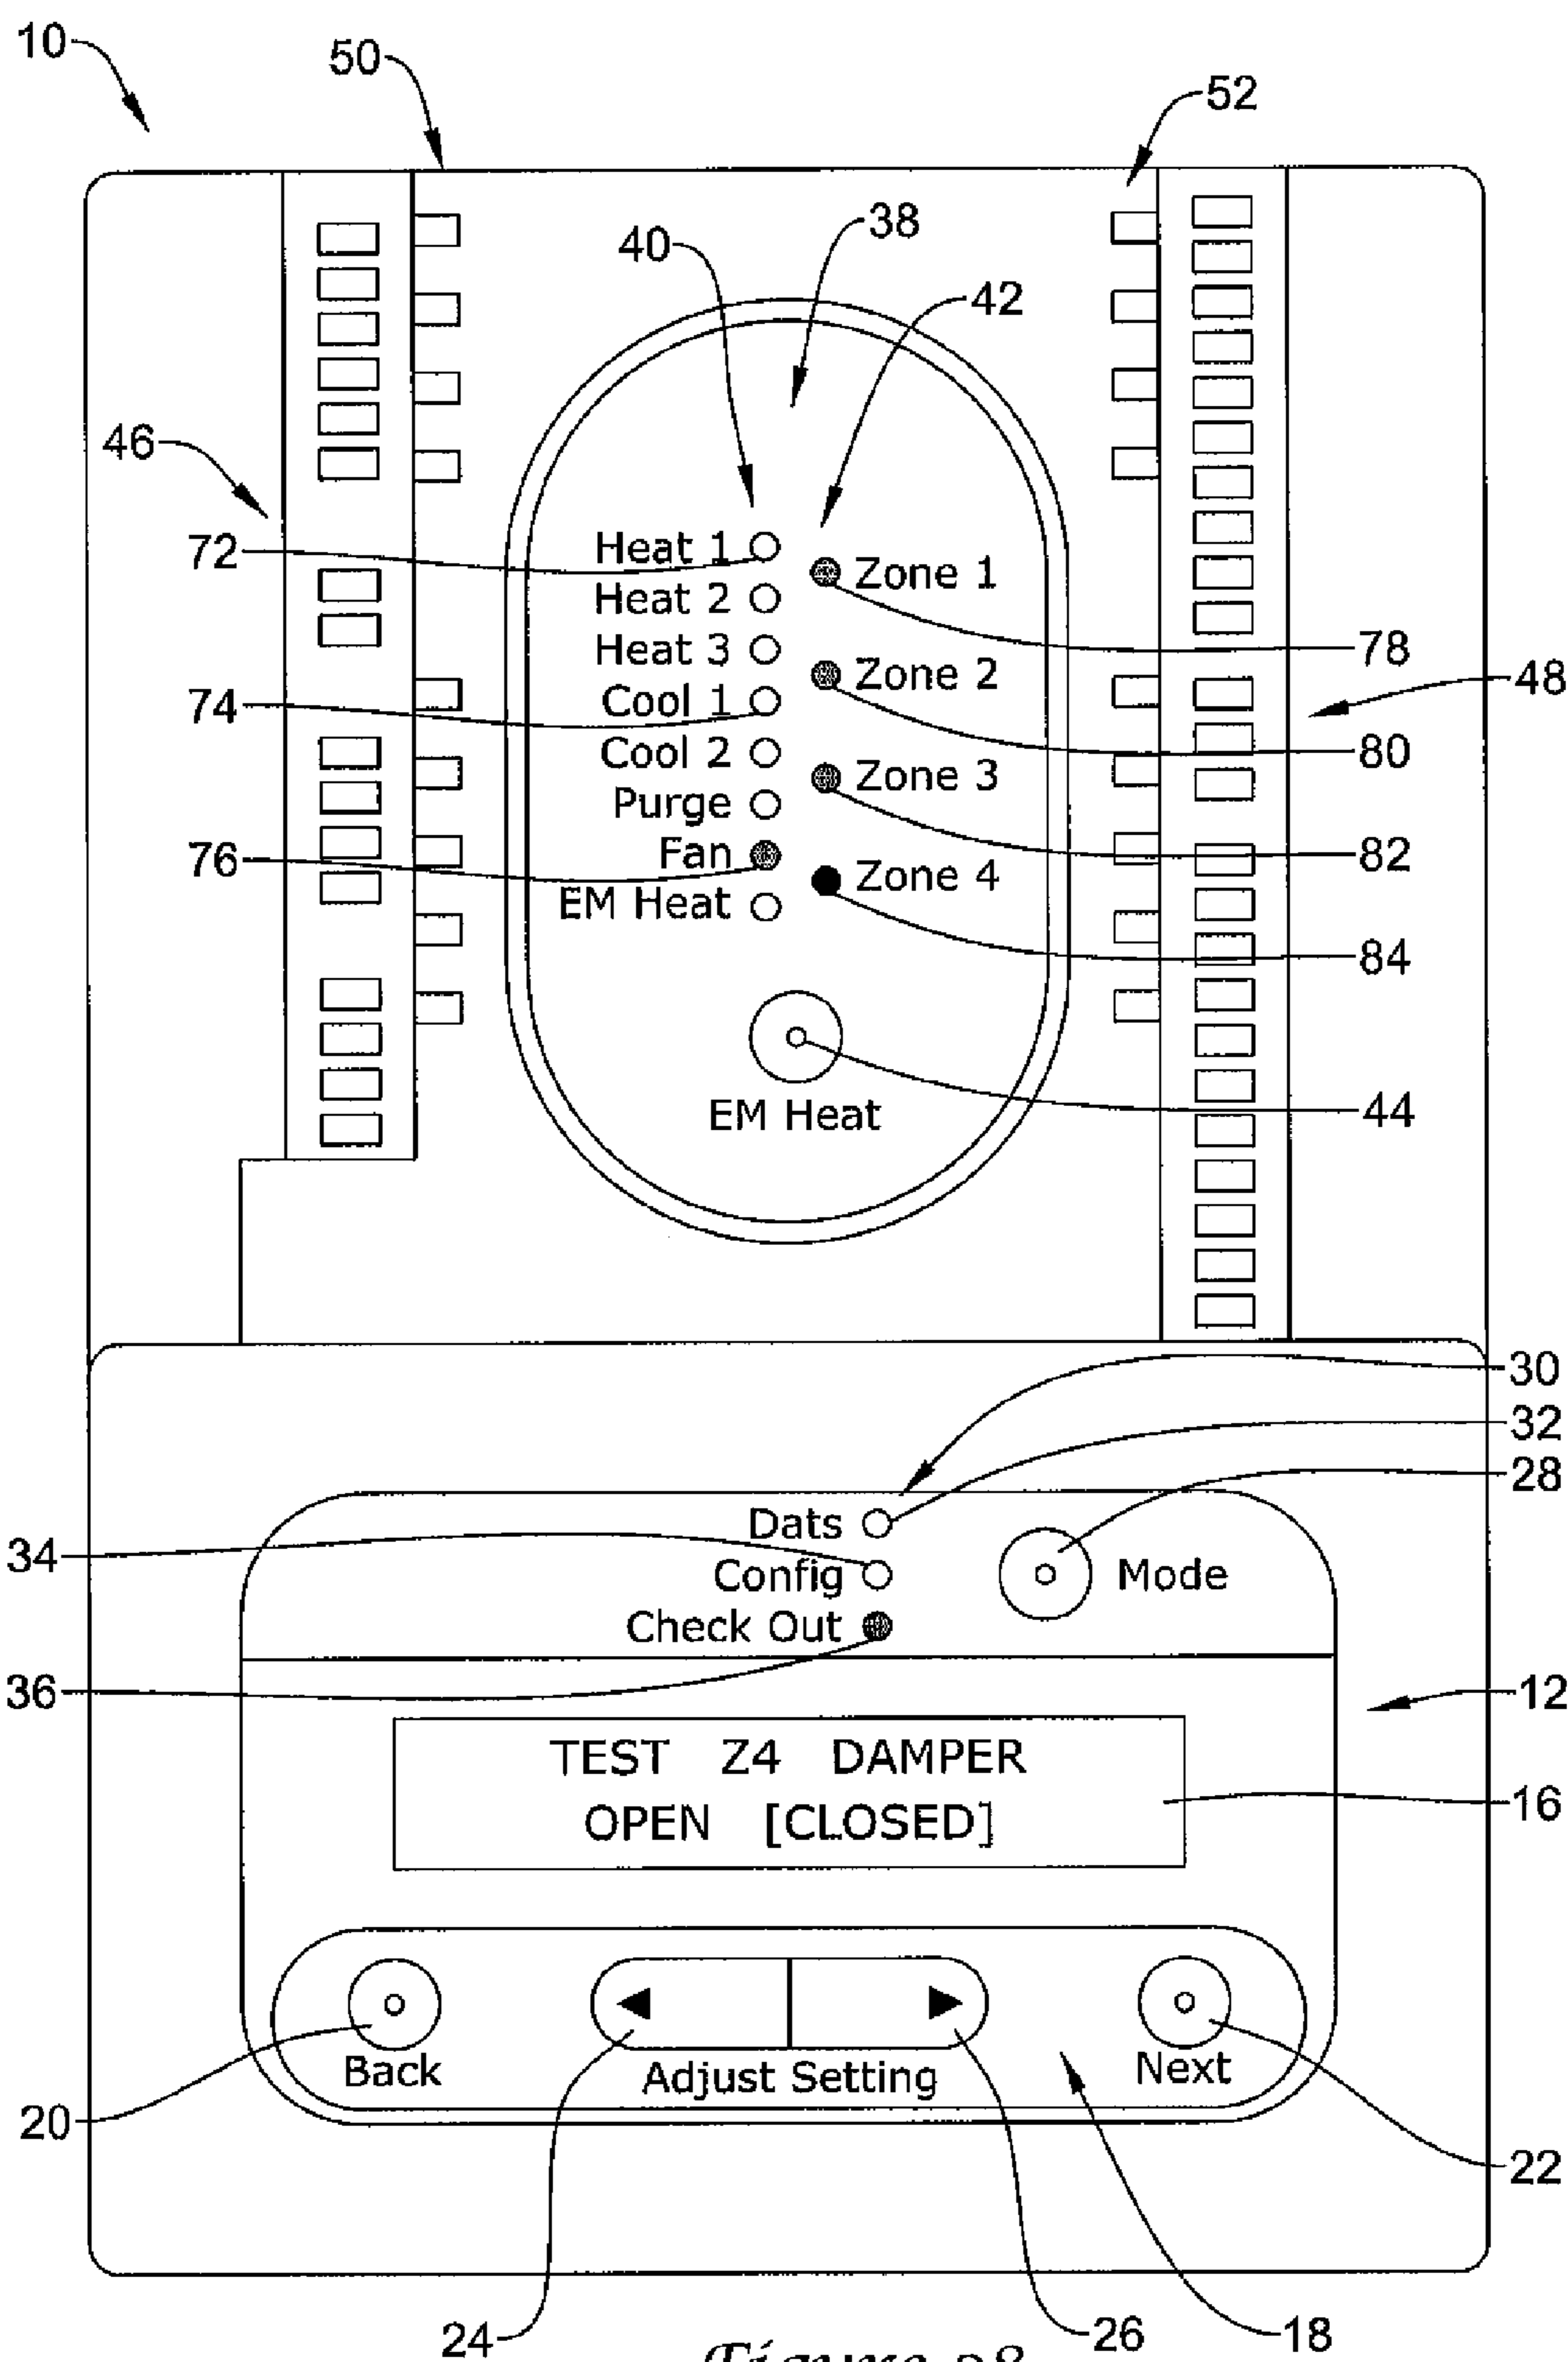 10
50
52
38
40
42
46
72
Heat 1
Zone 1
Heat 2
78
Heat 3
Zone 2
48
74
Cool 1
80
Cool 2
Zone 3
Purge
82
76
Fan
Zone 4
EM Heat
84
44
EM Heat
30
32
28
Dats
34
Config
Mode
Check Out
36
12
TEST Z4 DAMPER
OPEN [CLOSED]
16
Back
Adjust Setting
Next
20
22
24
26
18
Figure 28